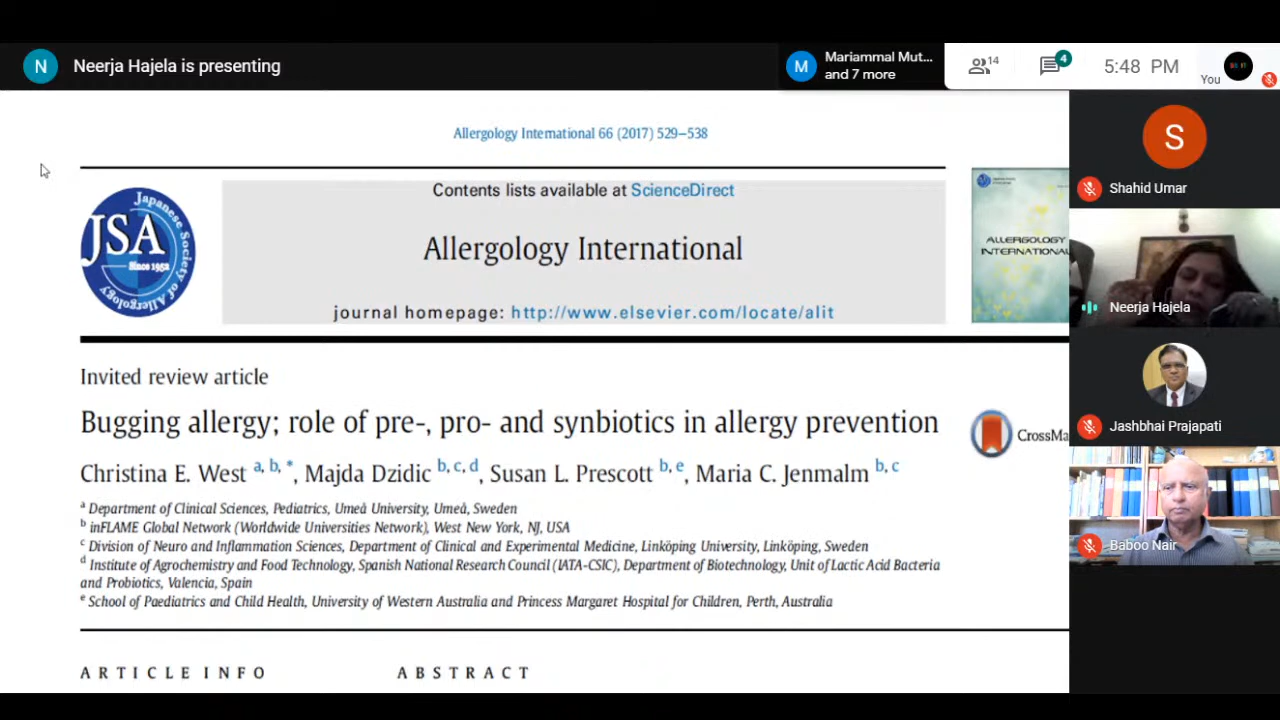 N
Neerja Hajela is presenting
M
Mariammal Mut...
and 7 more
14
4
5:48 PM
You
Allergology International 66 (2017) 529–538
Contents lists available at ScienceDirect
Allergology International
journal homepage: http://www.elsevier.com/locate/alit
Japanese Society of Allergology
JSA
Since 1952
ALLERGOLOGY
INTERNATIONAL
Invited review article
Bugging allergy; role of pre-, pro- and synbiotics in allergy prevention
CrossMa
Christina E. West a, b, *, Majda Dzidic b, c, d, Susan L. Prescott b, e, Maria C. Jenmalm b, c
a Department of Clinical Sciences, Pediatrics, Umeå University, Umeå, Sweden
b inFLAME Global Network (Worldwide Universities Network), West New York, NJ, USA
c Division of Neuro and Inflammation Sciences, Department of Clinical and Experimental Medicine, Linköping University, Linköping, Sweden
d Institute of Agrochemistry and Food Technology, Spanish National Research Council (IATA-CSIC), Department of Biotechnology, Unit of Lactic Acid Bacteria
and Probiotics, Valencia, Spain
e School of Paediatrics and Child Health, University of Western Australia and Princess Margaret Hospital for Children, Perth, Australia
ARTICLE INFO
ABSTRACT
S
Shahid Umar
Neerja Hajela
Jashbhai Prajapati
Baboo Nair